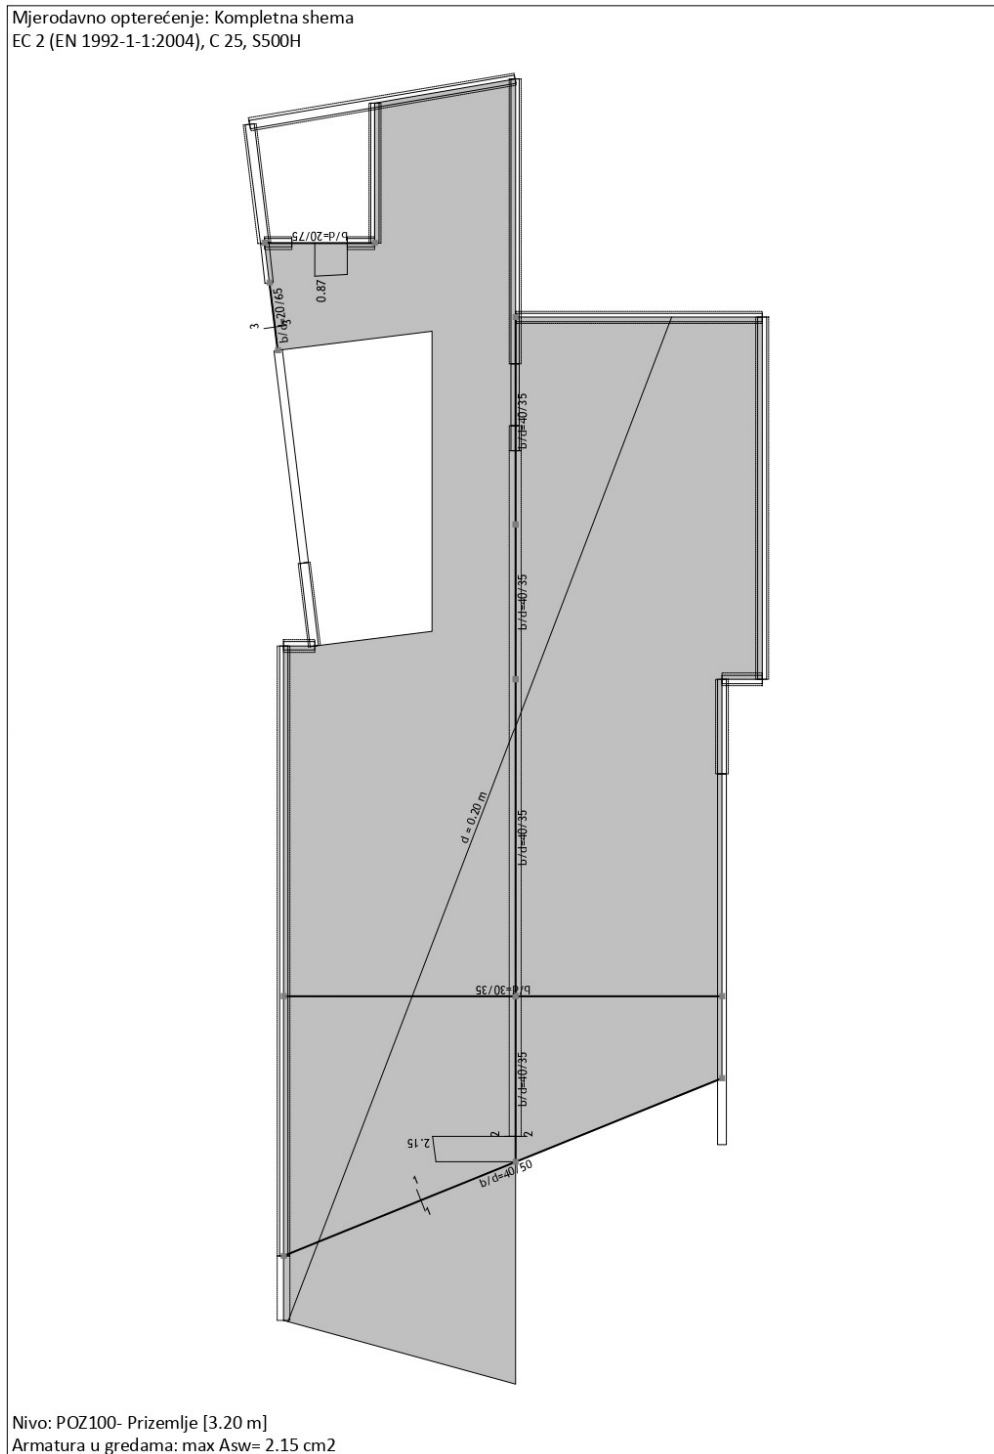 Mjerodavno opterećenje: Kompletna shema
EC 2 (EN 1992-1-1:2004), C 25, S500H
b/d=20/75
0.87
b/d=20/65
3
3
b/d=40/35
b/d=40/35
d = 0.20 m
b/d=40/35
b/d=30/35
b/d=40/35
2.15
2
2
b/d=40/50
1
1
Nivo: POZ100- Prizemlje [3.20 m]
Armatura u gredama: max Asw= 2.15 cm2